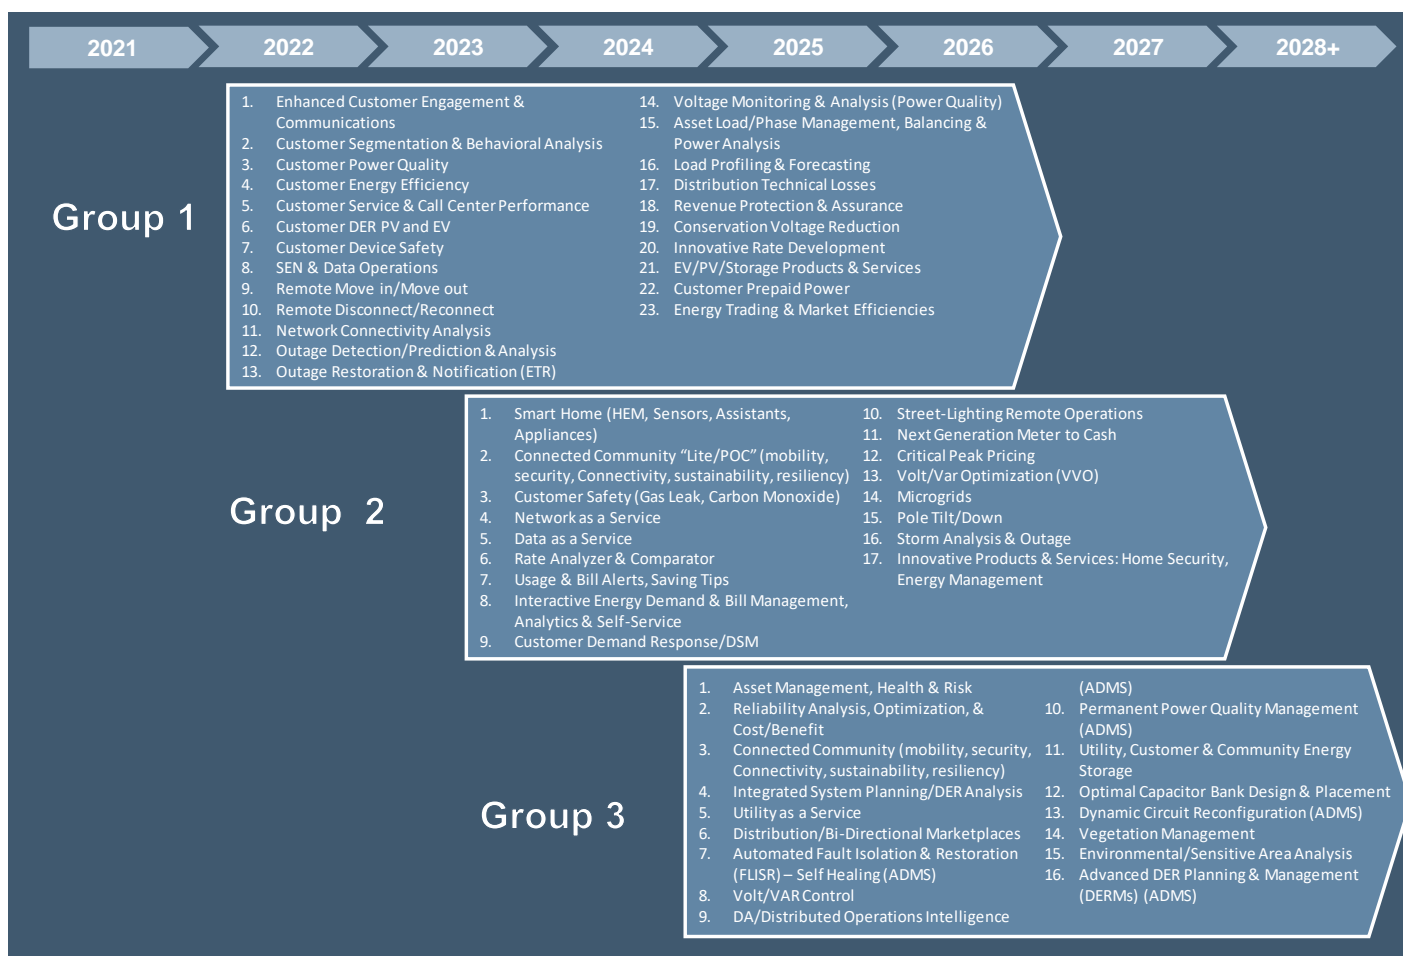 2021 2022 2023 2024 2025 2026 2027 2028+
Group 1
1. Enhanced Customer Engagement &
Communications
2. Customer Segmentation & Behavioral Analysis
3. Customer Power Quality
4. Customer Energy Efficiency
5. Customer Service & Call Center Performance
6. Customer DER PV and EV
7. Customer Device Safety
8. SEN & Data Operations
9. Remote Move in/Move out
10. Remote Disconnect/Reconnect
11. Network Connectivity Analysis
12. Outage Detection/Prediction & Analysis
13. Outage Restoration & Notification (ETR)
14. Voltage Monitoring & Analysis (Power Quality)
15. Asset Load/Phase Management, Balancing &
Power Analysis
16. Load Profiling & Forecasting
17. Distribution Technical Losses
18. Revenue Protection & Assurance
19. Conservation Voltage Reduction
20. Innovative Rate Development
21. EV/PV/Storage Products & Services
22. Customer Prepaid Power
23. Energy Trading & Market Efficiencies
Group 2
1. Smart Home (HEM, Sensors, Assistants,
Appliances)
2. Connected Community “Lite/POC” (mobility,
security, Connectivity, sustainability, resiliency)
3. Customer Safety (Gas Leak, Carbon Monoxide)
4. Network as a Service
5. Data as a Service
6. Rate Analyzer & Comparator
7. Usage & Bill Alerts, Saving Tips
8. Interactive Energy Demand & Bill Management,
Analytics & Self-Service
9. Customer Demand Response/DSM
10. Street-Lighting Remote Operations
11. Next Generation Meter to Cash
12. Critical Peak Pricing
13. Volt/Var Optimization (VVO)
14. Microgrids
15. Pole Tilt/Down
16. Storm Analysis & Outage
17. Innovative Products & Services: Home Security,
Energy Management
Group 3
1. Asset Management, Health & Risk
2. Reliability Analysis, Optimization, &
Cost/Benefit
3. Connected Community (mobility, security,
Connectivity, sustainability, resiliency)
4. Integrated System Planning/DER Analysis
5. Utility as a Service
6. Distribution/Bi-Directional Marketplaces
7. Automated Fault Isolation & Restoration
(FLISR) – Self Healing (ADMS)
8. Volt/VAR Control
9. DA/Distributed Operations Intelligence
(ADMS)
10. Permanent Power Quality Management
(ADMS)
11. Utility, Customer & Community Energy
Storage
12. Optimal Capacitor Bank Design & Placement
13. Dynamic Circuit Reconfiguration (ADMS)
14. Vegetation Management
15. Environmental/Sensitive Area Analysis
16. Advanced DER Planning & Management
(DERMs) (ADMS)